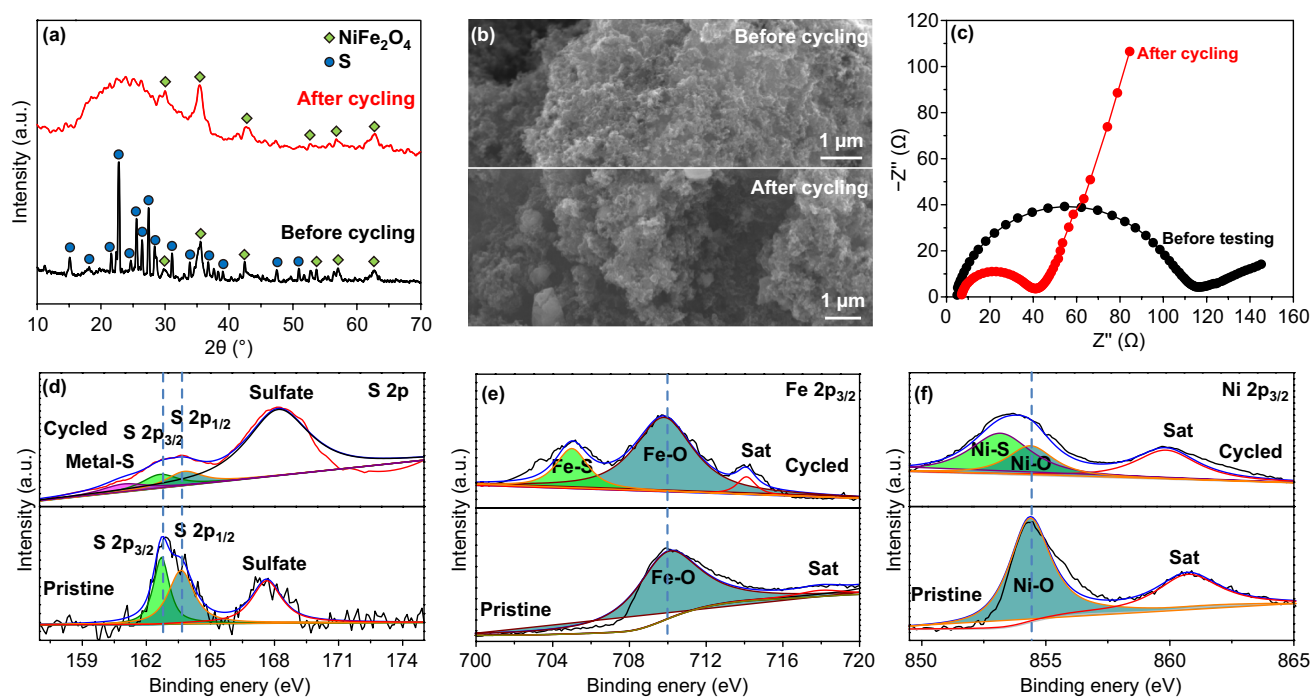 (a)
NiFe2O4
S
After cycling
Before cycling
Intensity (a.u.)
10 20 30 40 50 60 70
2θ (°)
(b)
Before cycling
1 µm
After cycling
1 µm
(c)
After cycling
Before testing
−Z'' (Ω)
120
100
80
60
40
20
0
0 20 40 60 80 100 120 140 160
Z'' (Ω)
(d)
S 2p
Sulfate
S 2p1/2
Cycled
S 2p3/2
Metal-S
S 2p1/2
S 2p3/2
Sulfate
Pristine
Intensity (a.u.)
159 162 165 168 171 174
Binding enery (eV)
(e)
Fe 2p3/2
Fe-S
Fe-O
Sat
Cycled
Fe-O
Sat
Pristine
Intensity (a.u.)
700 704 708 712 716 720
Binding enery (eV)
(f)
Ni 2p3/2
Ni-S
Ni-O
Sat
Cycled
Ni-O
Sat
Pristine
Intensity (a.u.)
850 855 860 865
Binding enery (eV)